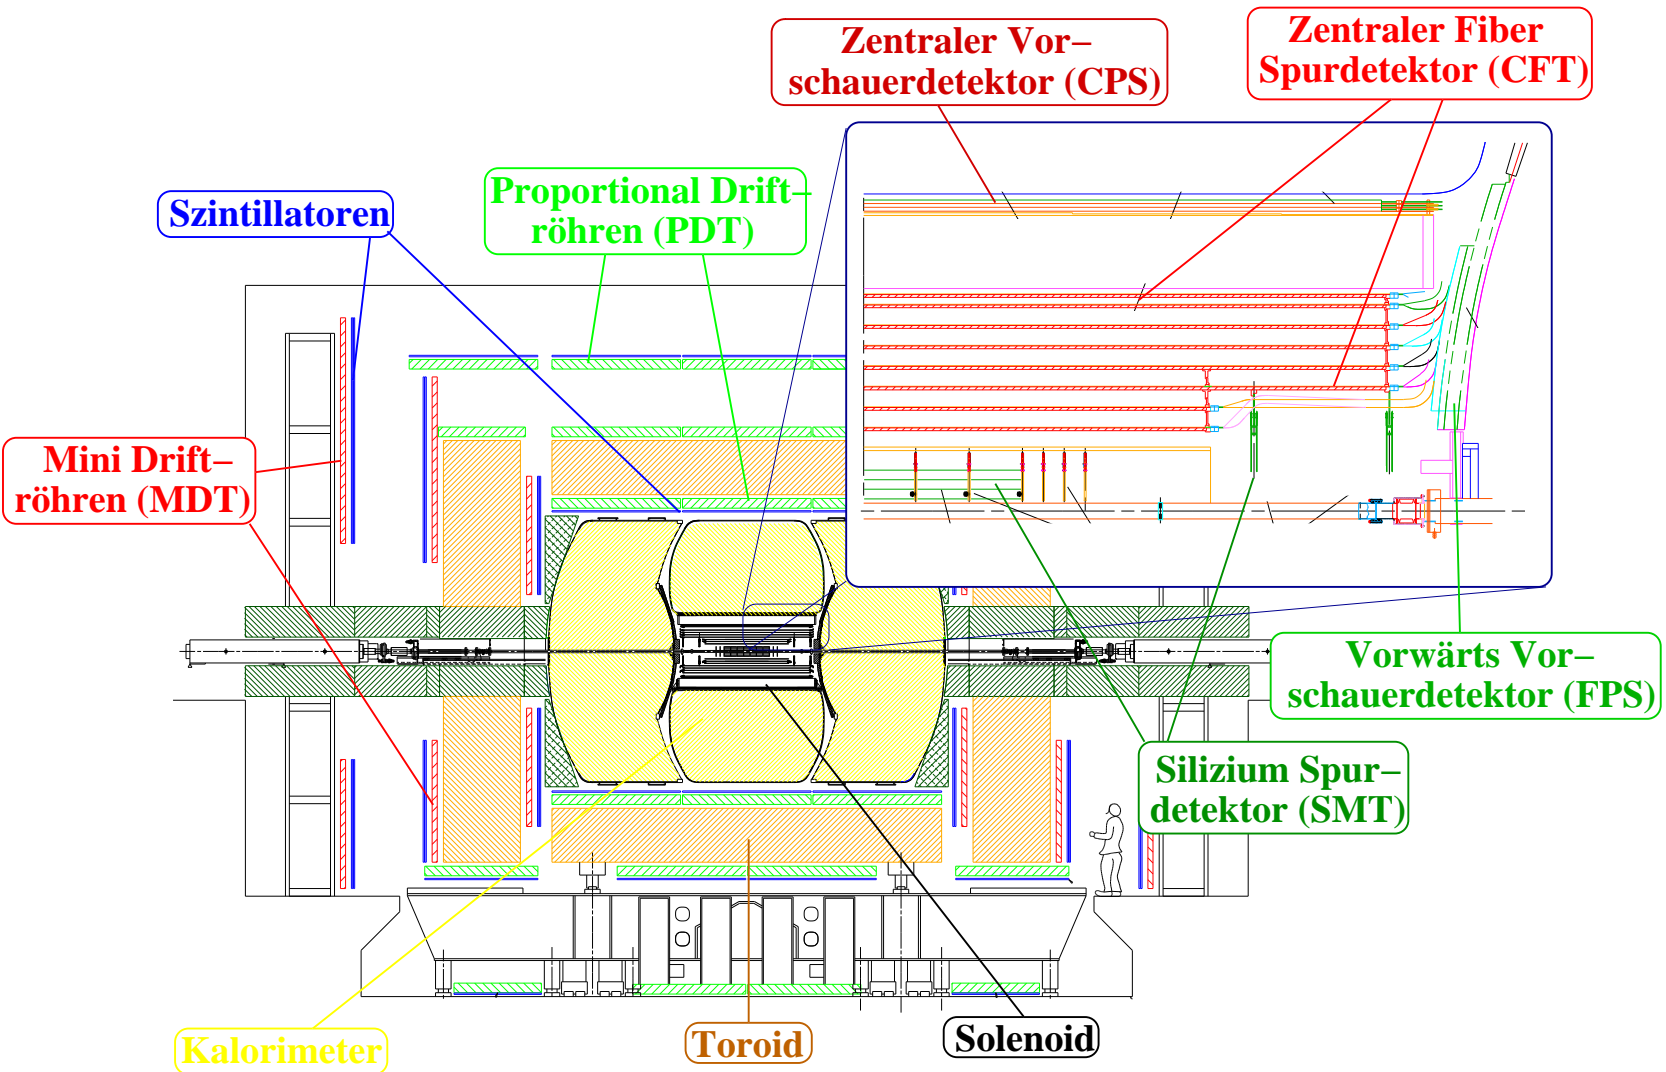 Zentraler Vor–
schauerdetektor (CPS)
Zentraler Fiber
Spurdetektor (CFT)
Proportional Drift–
röhren (PDT)
Szintillatoren
Mini Drift–
röhren (MDT)
Vorwärts Vor–
schauerdetektor (FPS)
Silizium Spur–
detektor (SMT)
Kalorimeter
Toroid
Solenoid